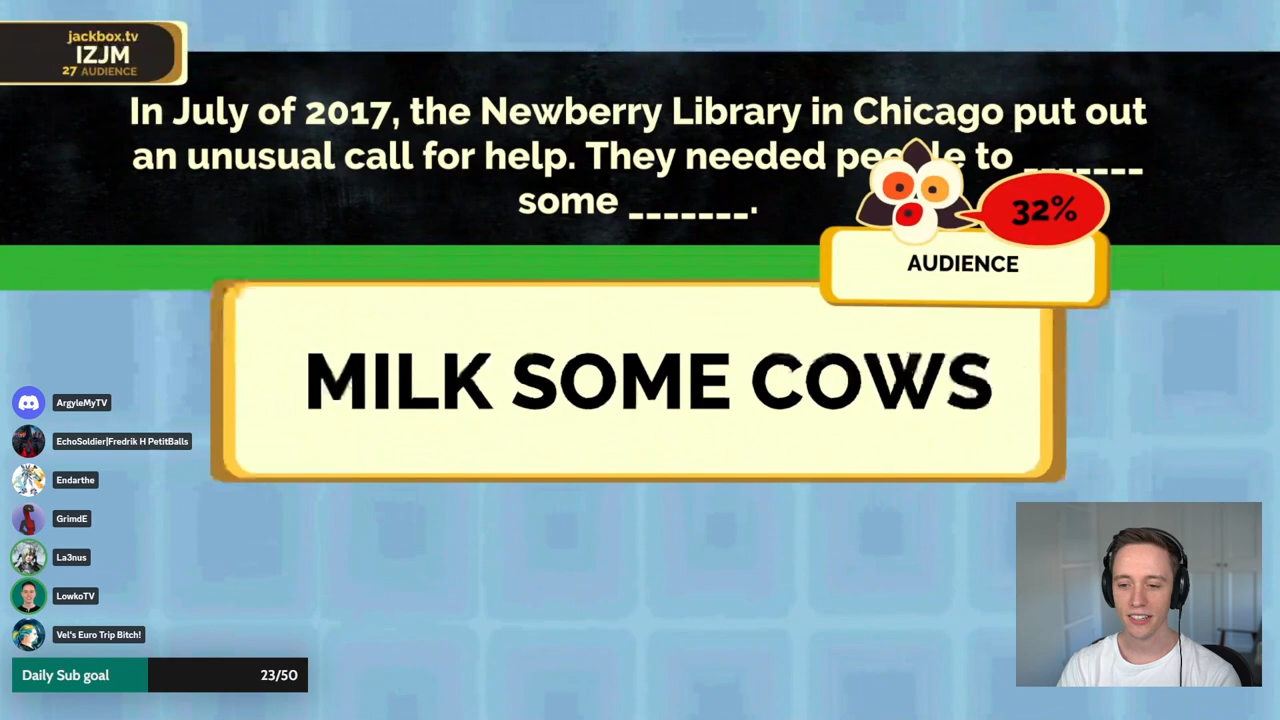 jackbox.tv
IZJM
27 AUDIENCE
In July of 2017, the Newberry Library in Chicago put out
an unusual call for help. They needed people to _______
some _______.
32%
AUDIENCE
MILK SOME COWS
ArgyleMyTV
EchoSoldier|Fredrik H PetitBalls
Endarthe
GrimdE
La3nus
LowkoTV
Vel's Euro Trip Bitch!
Daily Sub goal 23/50